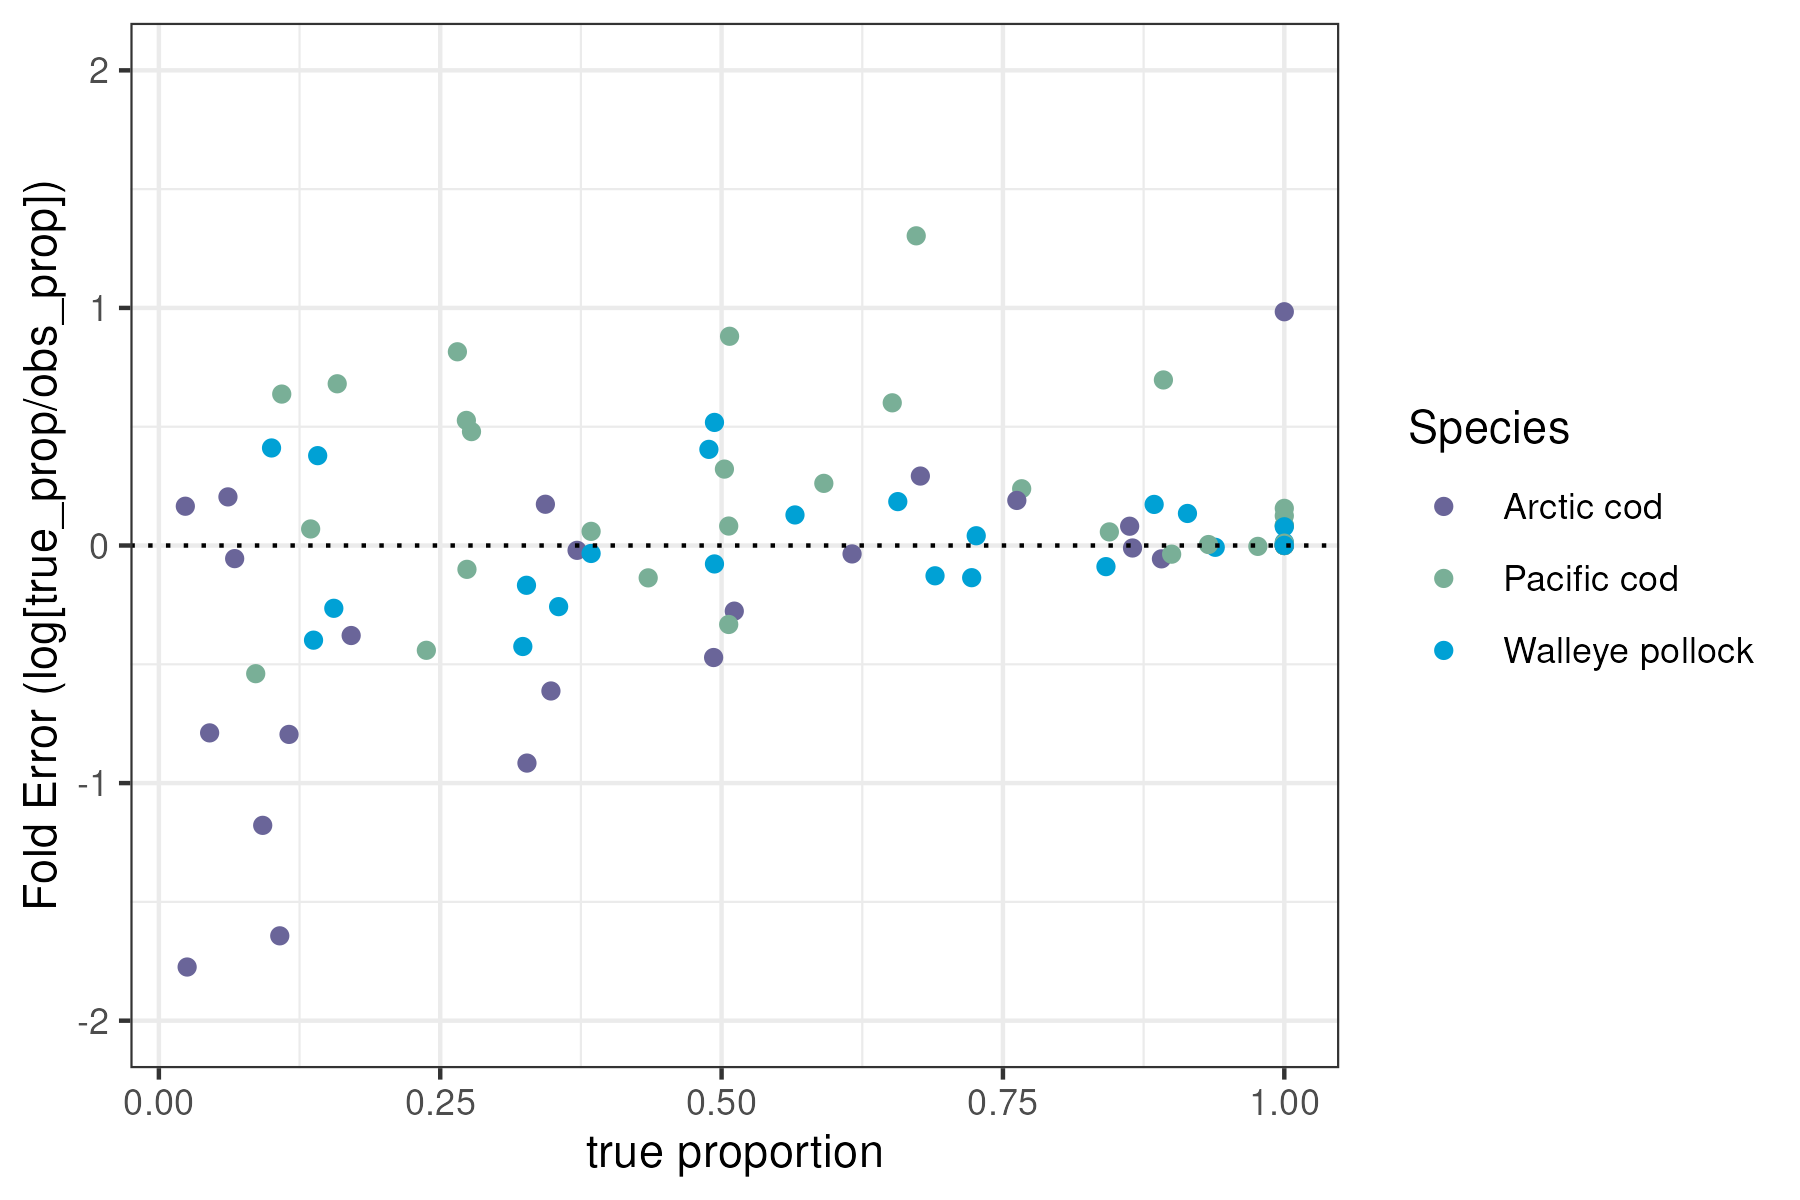 Fold Error (log[true_prop/obs_prop])
2
1
0
-1
-2
0.00 0.25 0.50 0.75 1.00
true proportion
Species
Arctic cod
Pacific cod
Walleye pollock